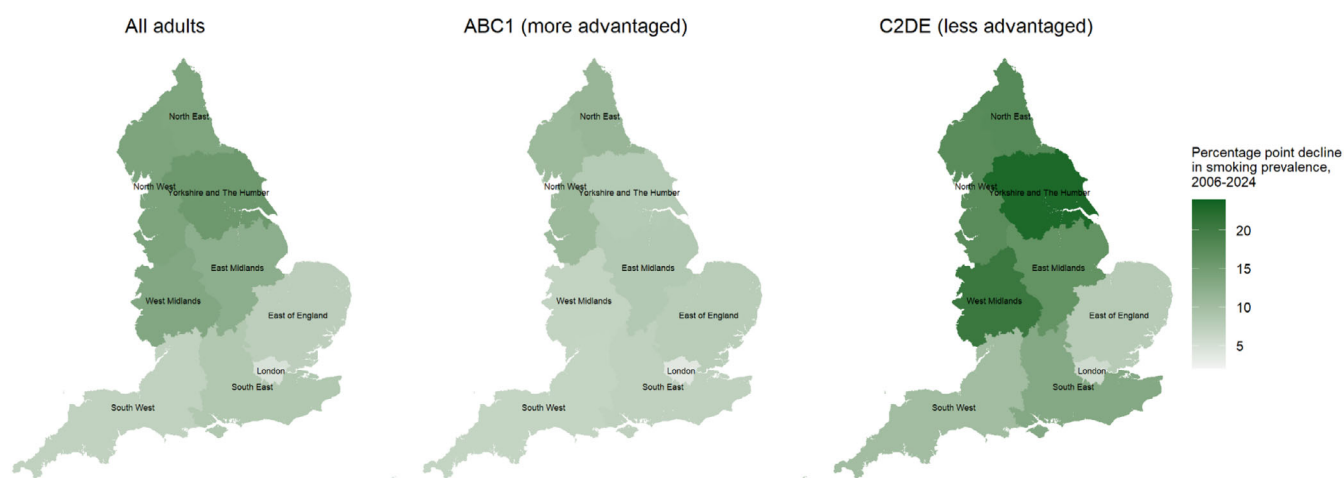 All adults
ABC1 (more advantaged)
C2DE (less advantaged)
North East
North West
Yorkshire and The Humber
East Midlands
West Midlands
East of England
London
South East
South West
North East
North West
Yorkshire and The Humber
East Midlands
West Midlands
East of England
London
South East
South West
North East
North West
Yorkshire and The Humber
East Midlands
West Midlands
East of England
London
South East
South West
Percentage point decline
in smoking prevalence,
2006-2024
20
15
10
5